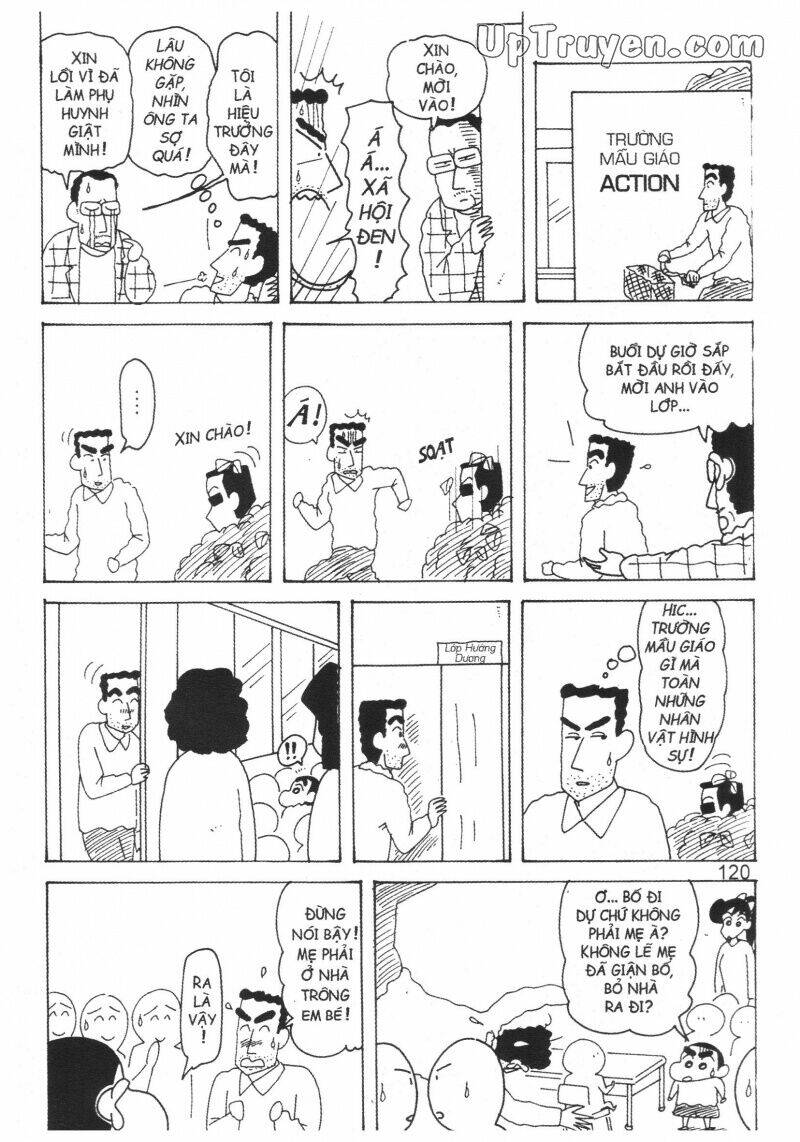 UpTruyen.com
TRƯỜNG
MẪU GIÁO
ACTION
XIN
CHÀO,
MỜI
VÀO!
Á
Á...
XÃ
HỘI
ĐEN
!
TÔI
LÀ
HIỆU
TRƯỞNG
ĐÂY
MÀ!
LÂU
KHÔNG
GẶP,
NHÌN
ÔNG TA
SỢ
QUÁ!
XIN
LỖI VÌ ĐÃ
LÀM PHỤ
HUYNH
GIẬT
MÌNH!
BUỔI DỰ GIỜ SẮP
BẮT ĐẦU RỒI ĐẤY,
MỜI ANH VÀO
LỚP...
Á!
SOẠT
...
XIN CHÀO!
HIC...
TRƯỜNG
MẪU GIÁO
GÌ MÀ
TOÀN
NHỮNG
NHÂN
VẬT HÌNH
SỰ!
Lớp Hướng
Dương
!!
120
Ơ... BỐ ĐI
DỰ CHỨ KHÔNG
PHẢI MẸ À?
KHÔNG LẼ MẸ
ĐÃ GIẬN BỐ,
BỎ NHÀ
RA ĐI?
ĐỪNG
NÓI BẬY!
MẸ PHẢI
Ở NHÀ
TRÔNG
EM BÉ!
RA
LÀ
VẬY!